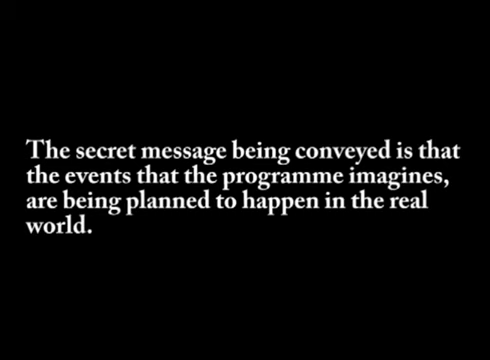 The secret message being conveyed is that
the events that the programme imagines,
are being planned to happen in the real
world.